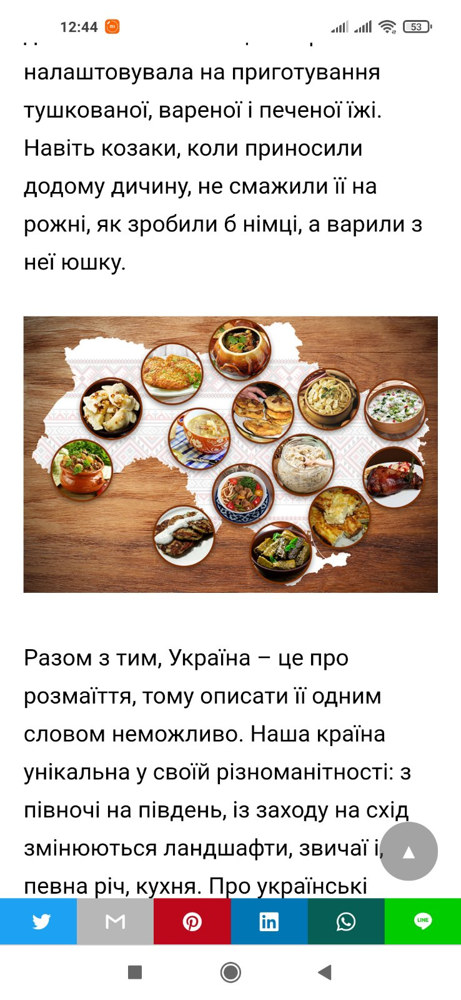 12:44
53
налаштовувала на приготування
тушкованої, вареної і печеної їжі.
Навіть козаки, коли приносили
додому дичину, не смажили її на
рожні, як зробили б німці, а варили з
неї юшку.
Разом з тим, Україна – це про
розмаїття, тому описати її одним
словом неможливо. Наша країна
унікальна у своїй різноманітності: з
півночі на південь, із заходу на схід
змінюються ландшафти, звичаї і,
певна річ, кухня. Про українські
LINE